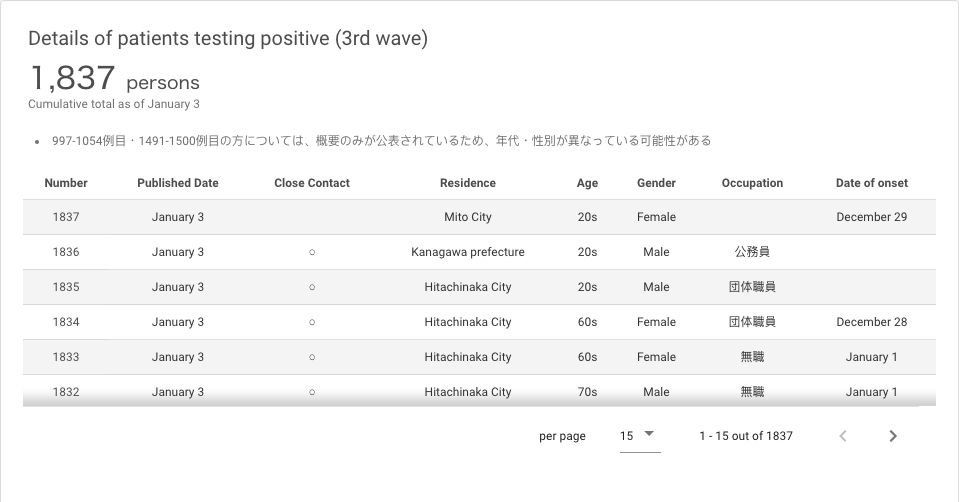 Details of patients testing positive (3rd wave)
1,837 persons
Cumulative total as of January 3
• 997-1054例目・1491-1500例目の方については、概要のみが公表されているため、年代・性別が異なっている可能性がある
Number Published Date Close Contact Residence Age Gender Occupation Date of onset
1837 January 3 Mito City 20s Female December 29
1836 January 3 ○ Kanagawa prefecture 20s Male 公務員
1835 January 3 ○ Hitachinaka City 20s Male 団体職員
1834 January 3 ○ Hitachinaka City 60s Female 団体職員 December 28
1833 January 3 ○ Hitachinaka City 60s Female 無職 January 1
1832 January 3 ○ Hitachinaka City 70s Male 無職 January 1
per page 15 1 - 15 out of 1837